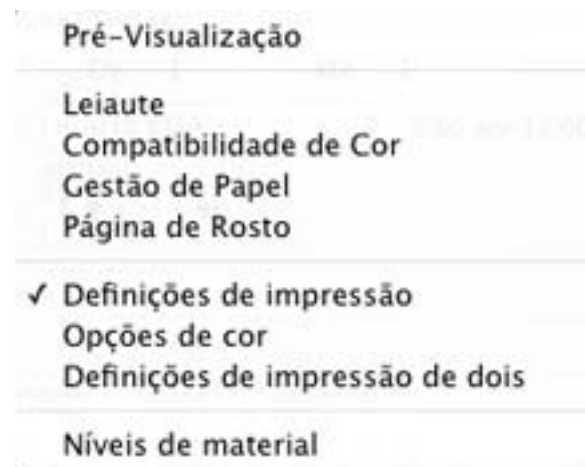 Pré-Visualização
Leiaute
Compatibilidade de Cor
Gestão de Papel
Página de Rosto
✓ Definições de impressão
Opções de cor
Definições de impressão de dois
Níveis de material